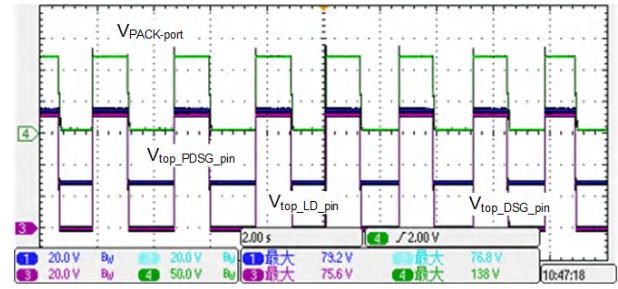 VPACK-port
4
Vtop_PDSG_pin
Vtop_LD_pin
Vtop_DSG_pin
3
2.00 s
4 2.00 V
1 20.0 V BW
3 20.0 V BW
20.0 V BW
4 50.0 V BW
1 最大 79.2 V
3 最大 75.6 V
最大 76.8 V
4 最大 138 V
10:47:18